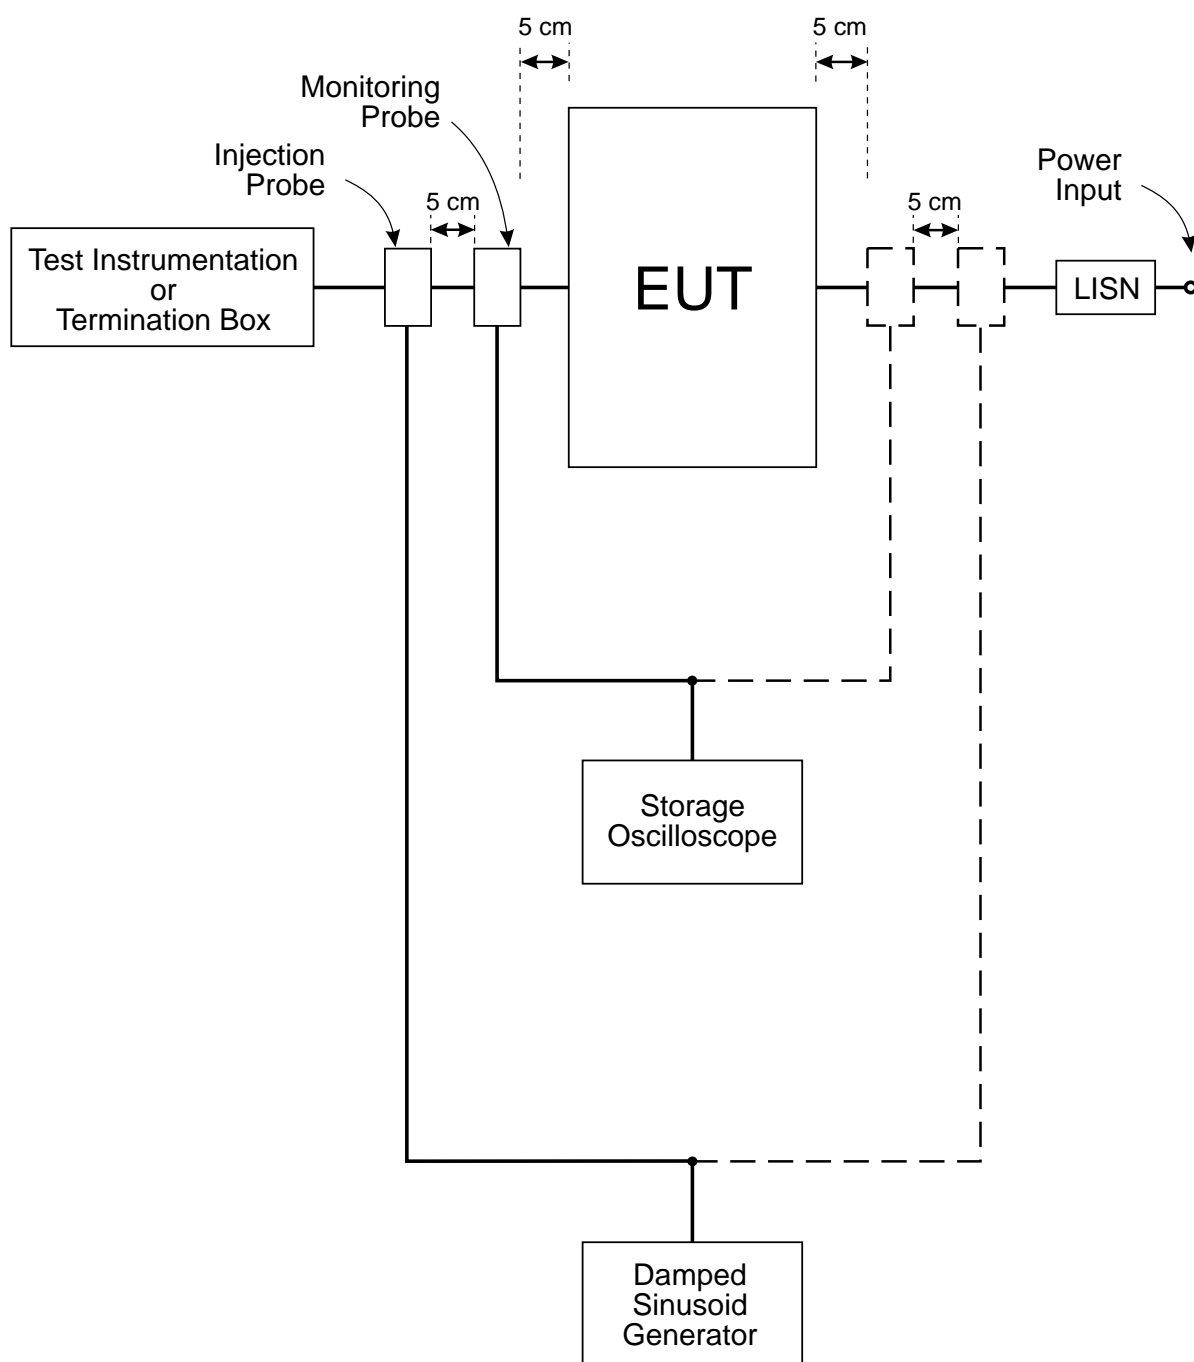 5 cm
5 cm
Monitoring
Probe
Injection
Probe
Power
Input
5 cm
5 cm
Test Instrumentation
or
Termination Box
EUT
LISN
Storage
Oscilloscope
Damped
Sinusoid
Generator